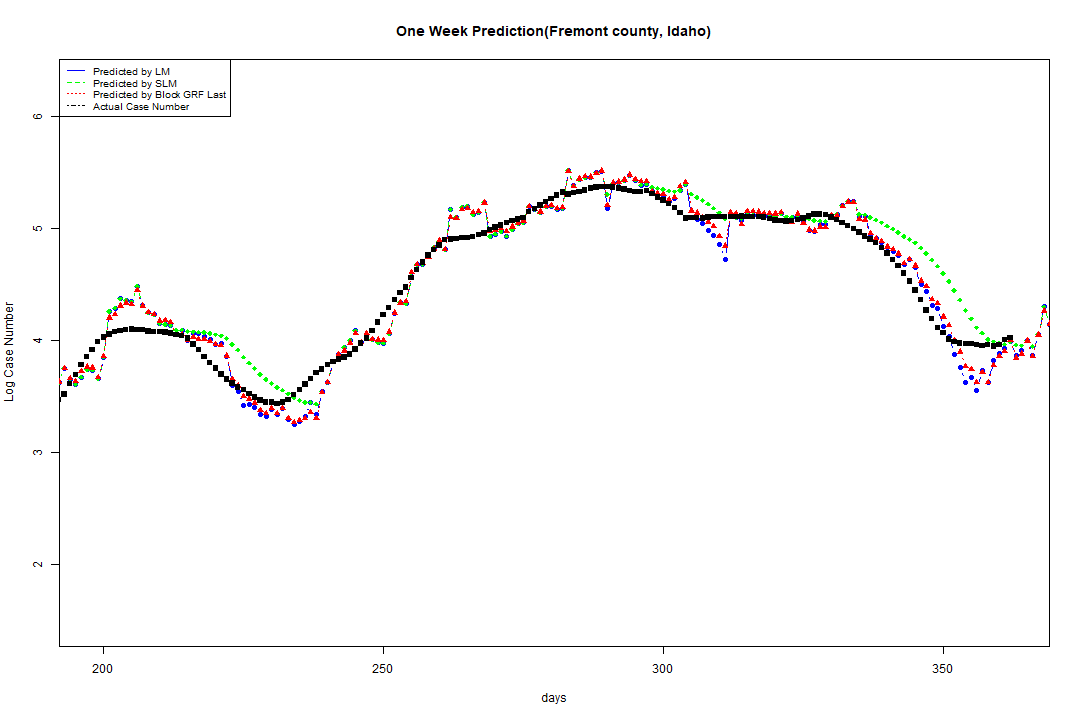 One Week Prediction(Fremont county, Idaho)
Predicted by LM
Predicted by SLM
Predicted by Block GRF Last
Actual Case Number
6
5
4
3
2
Log Case Number
200
250
300
350
days